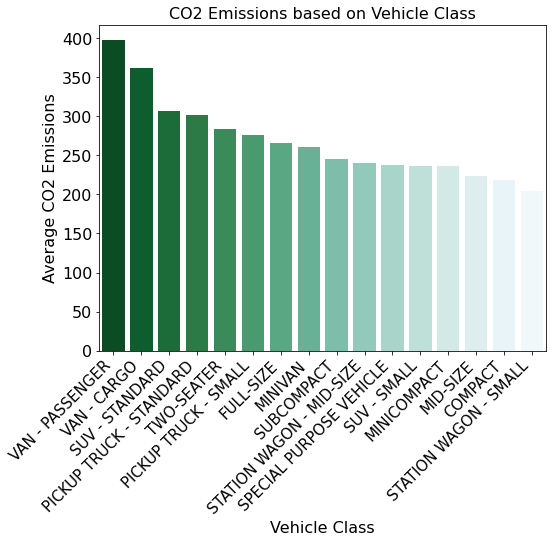 CO2 Emissions based on Vehicle Class
Average CO2 Emissions
400
350
300
250
200
150
100
50
0
VAN - PASSENGER
VAN - CARGO
SUV - STANDARD
PICKUP TRUCK - STANDARD
TWO-SEATER
PICKUP TRUCK - SMALL
FULL-SIZE
MINIVAN
SUBCOMPACT
STATION WAGON - MID-SIZE
SPECIAL PURPOSE VEHICLE
SUV - SMALL
MINICOMPACT
MID-SIZE
COMPACT
STATION WAGON - SMALL
Vehicle Class